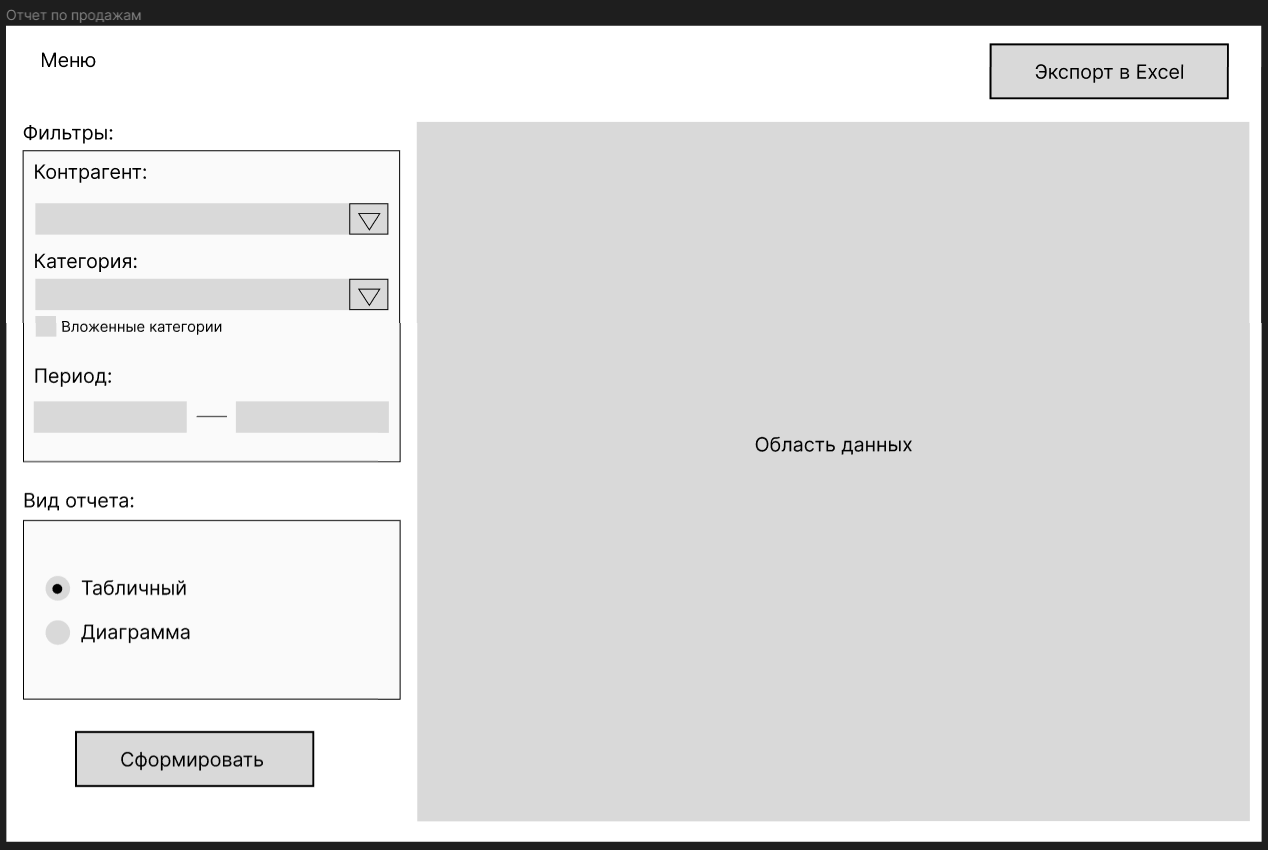 Отчет по продажам
Меню
Экспорт в Excel
Фильтры:
Контрагент:
Категория:
Вложенные категории
Период:
Область данных
Вид отчета:
Табличный
Диаграмма
Сформировать